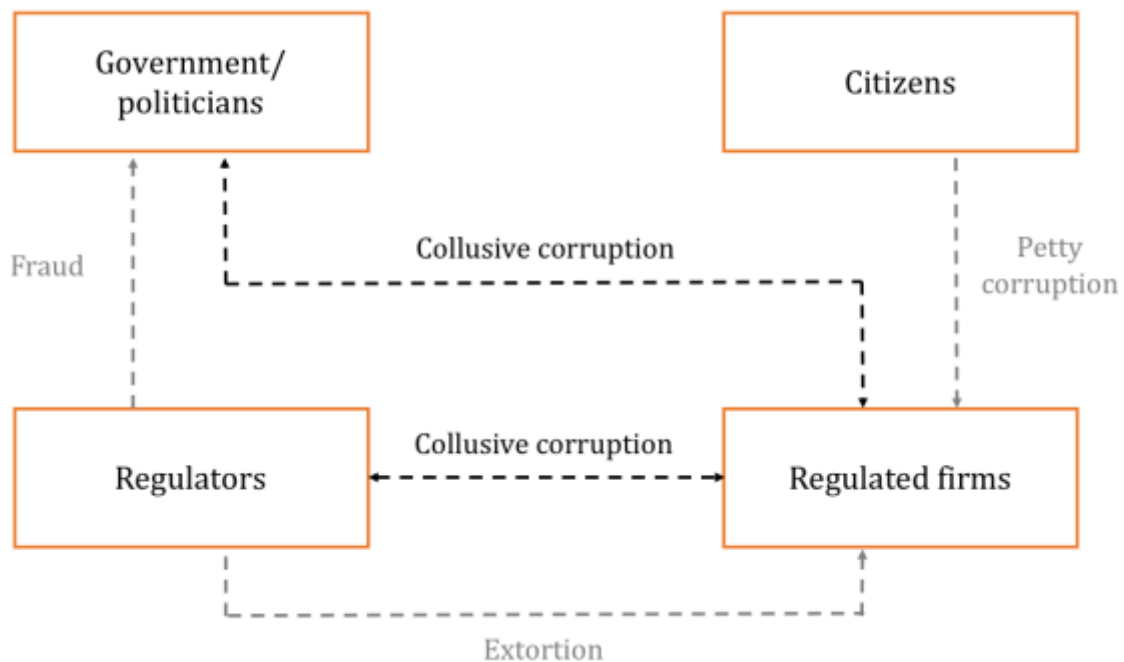 Government/
politicians
Citizens
Collusive corruption
Fraud
Petty
corruption
Collusive corruption
Regulators
Regulated firms
Extortion